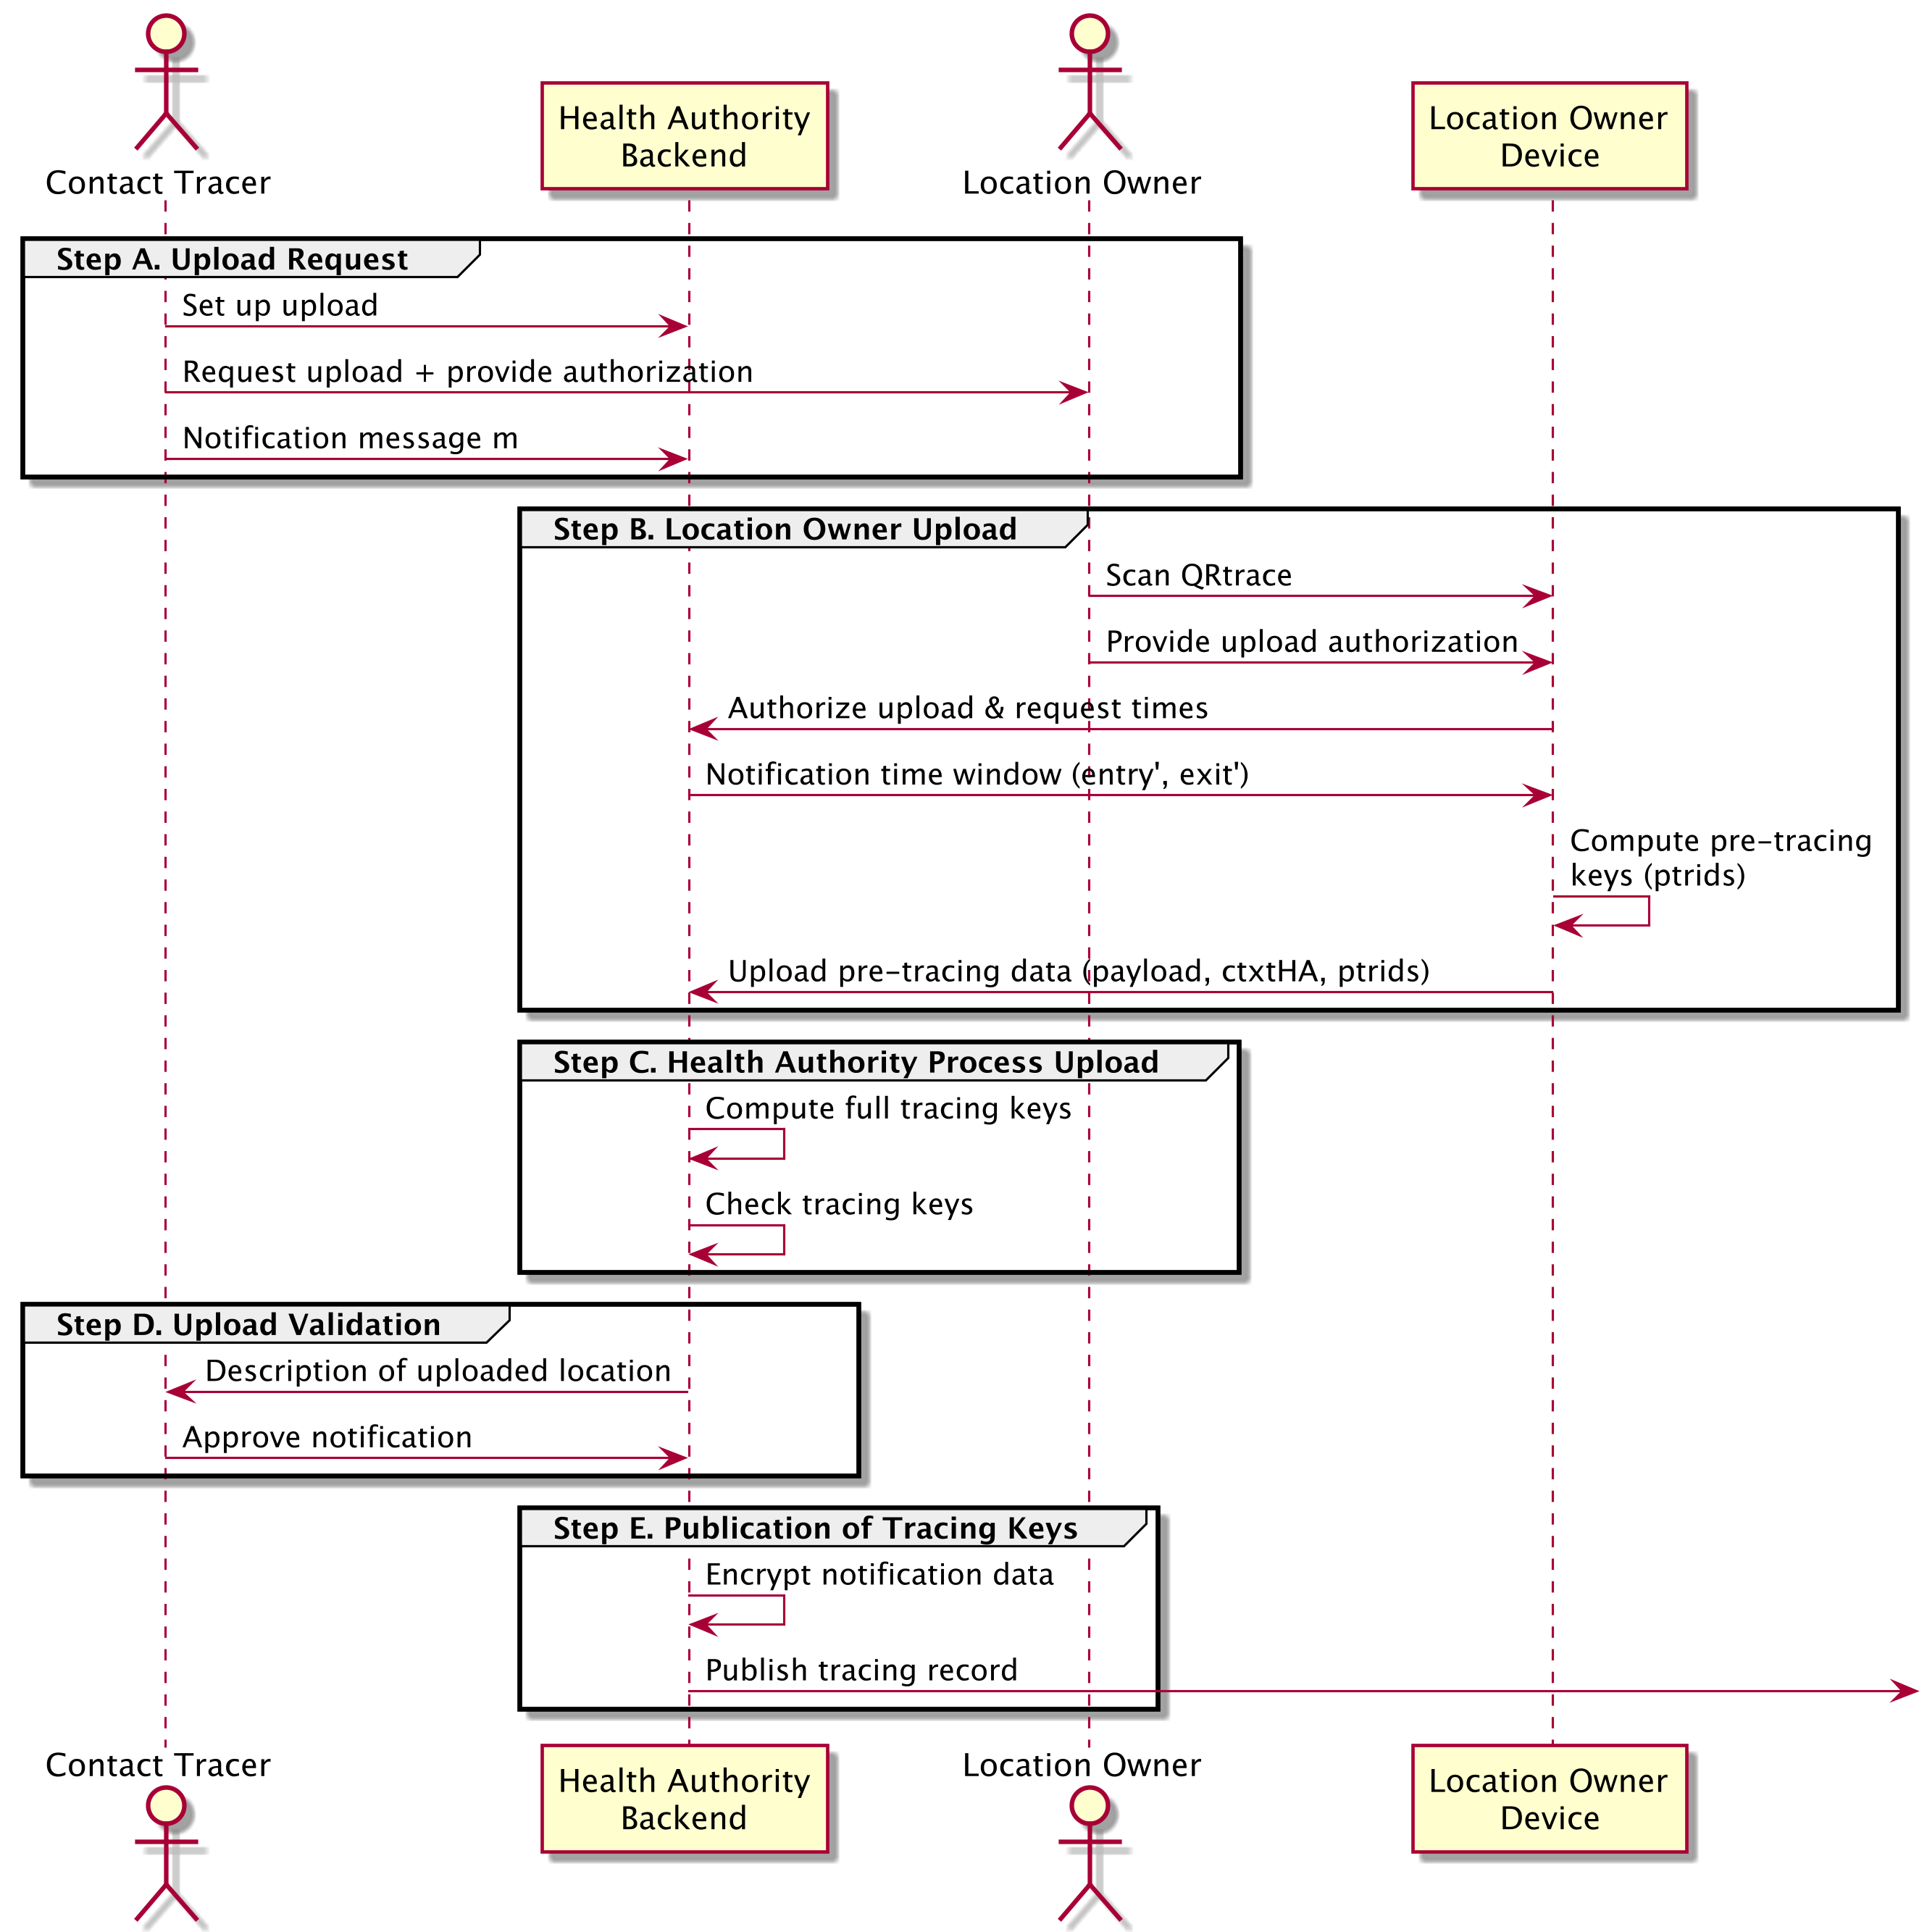 Contact Tracer
Health Authority
Backend
Location Owner
Location Owner
Device
Step A. Upload Request
Set up upload
Request upload + provide authorization
Notification message m
Step B. Location Owner Upload
Scan QRtrace
Provide upload authorization
Authorize upload & request times
Notification time window (entry', exit')
Compute pre-tracing
keys (ptrids)
Upload pre-tracing data (payload, ctxtHA, ptrids)
Step C. Health Authority Process Upload
Compute full tracing keys
Check tracing keys
Step D. Upload Validation
Description of uploaded location
Approve notification
Step E. Publication of Tracing Keys
Encrypt notification data
Publish tracing record
Contact Tracer
Health Authority
Backend
Location Owner
Location Owner
Device